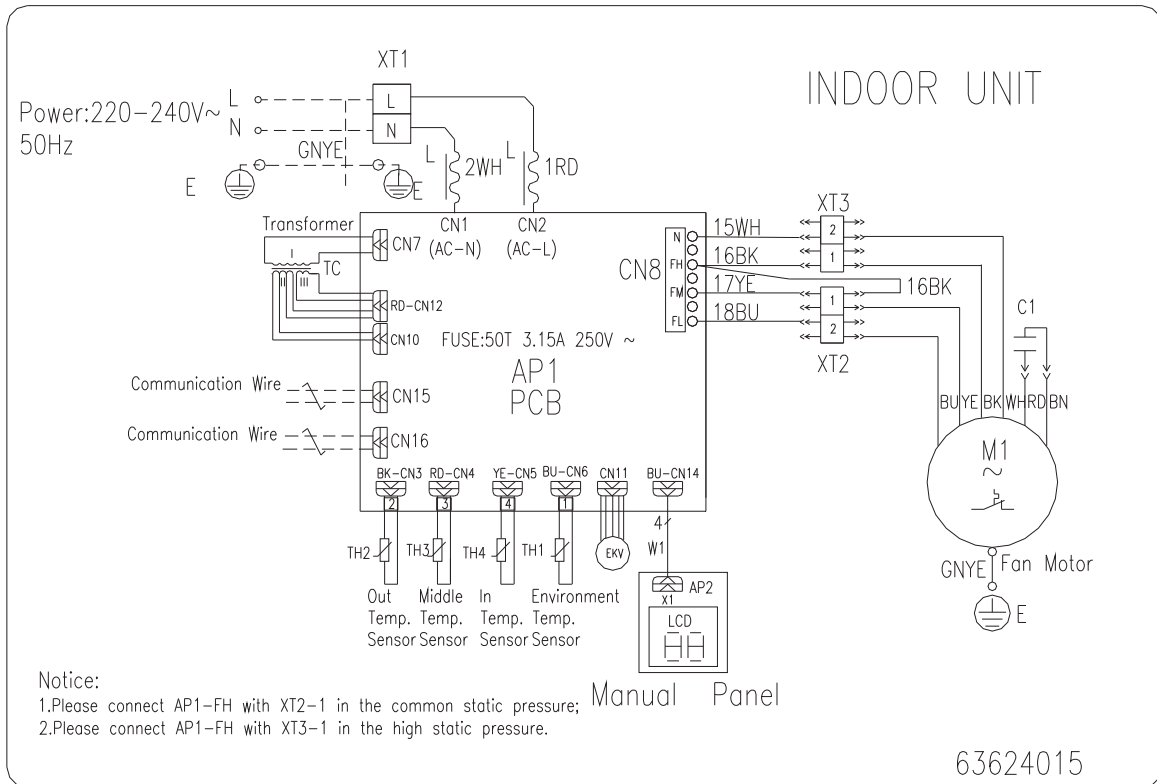 INDOOR UNIT
XT1
Power:220-240V~
50Hz
L
N
L
N
GNYE
E
E
L
2WH
L
1RD
Transformer
I
II
III
TC
CN7
CN1
(AC-N)
CN2
(AC-L)
RD-CN12
CN10
FUSE:50T 3.15A 250V ~
AP1
PCB
CN8
N
FH
FM
FL
15WH
16BK
17YE
16BK
18BU
XT3
2
1
1
2
XT2
C1
Communication Wire
CN15
Communication Wire
CN16
BU YE BK WH RD BN
M1
~
GNYE
Fan Motor
E
BK-CN3
RD-CN4
YE-CN5
BU-CN6
CN11
BU-CN14
2
3
4
1
TH2
TH3
TH4
TH1
EKV
4
W1
Out
Temp.
Sensor
Middle
Temp.
Sensor
In
Temp.
Sensor
Environment
Temp.
Sensor
X1
AP2
LCD
Manual Panel
Notice:
1.Please connect AP1-FH with XT2-1 in the common static pressure;
2.Please connect AP1-FH with XT3-1 in the high static pressure.
63624015